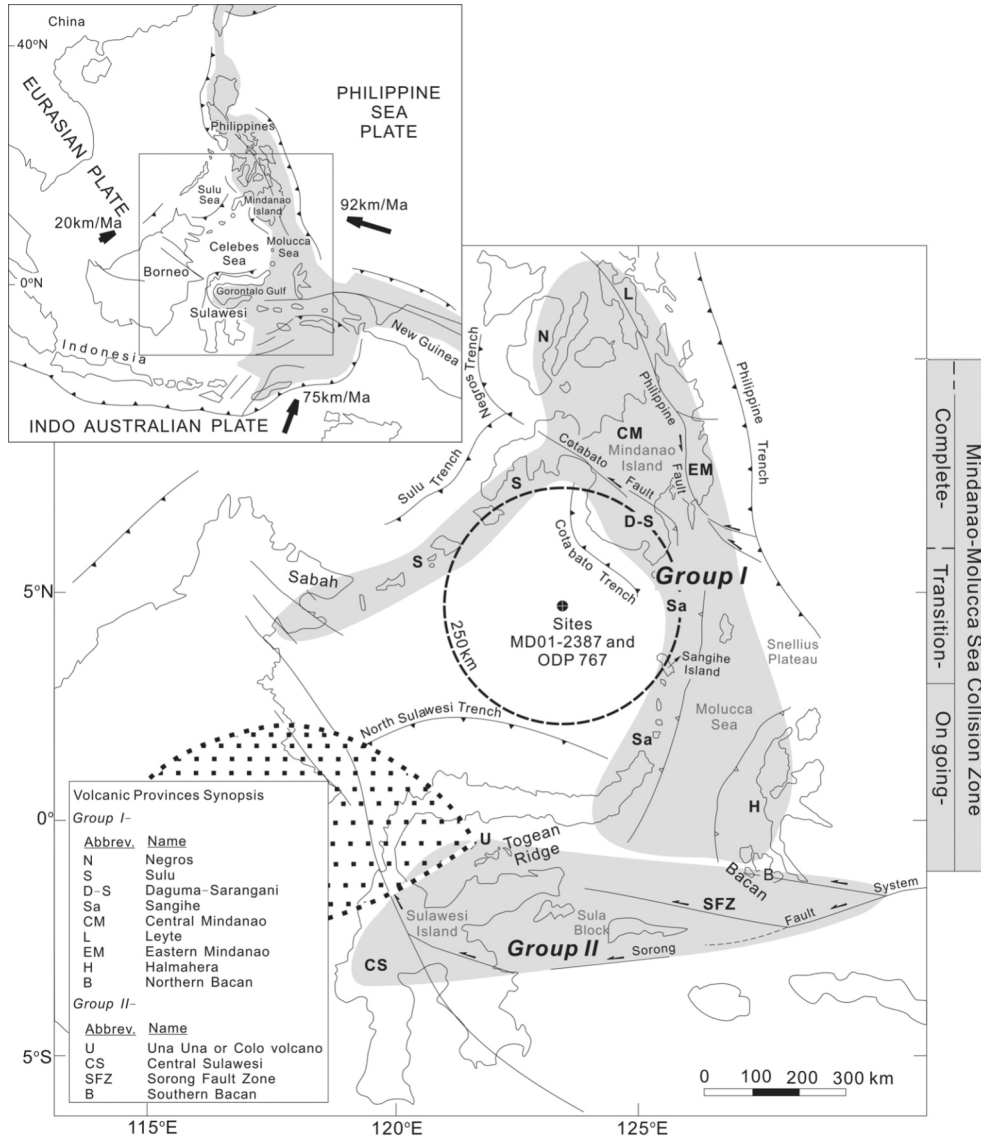 China
40°N
EURASIAN PLATE
PHILIPPINE
SEA
PLATE
Philippines
Sulu
Sea
Mindanao
Island
92km/Ma
20km/Ma
Celbes
Sea
Molucca
Sea
Borneo
0°N
Gorontalo Gulf
Sulawesi
New Guinea
Indonesia
75km/Ma
INDO AUSTRALIAN PLATE
L
N
Negros Trench
Philippine Trench
Philippine Fault
CM
Mindanao
Island
EM
Cotabato Fault
Sulu Trench
S
D-S
S
Cotabato Trench
Sabah
Group I
5°N
Sa
Sites
MD01-2387 and
ODP 767
250km
Snellius
Plateau
Sangihe
Island
Molucca
Sea
North Sulawesi Trench
Sa
H
0°
U
Togean
Ridge
Bacan
B
SFZ
Sorong Fault System
Sulawesi
Island
Sula
Block
Group II
CS
5°S
Complete-
Transition-
On going-
Mindanao-Molucca Sea Collision Zone
Volcanic Provinces Synopsis
Group I-
Abbrev. Name
N Negros
S Sulu
D-S Daguma-Sarangani
Sa Sangihe
CM Central Mindanao
L Leyte
EM Eastern Mindanao
H Halmahera
B Northern Bacan
Group II-
Abbrev. Name
U Una Una or Colo volcano
CS Central Sulawesi
SFZ Sorong Fault Zone
B Southern Bacan
0 100 200 300 km
115°E 120°E 125°E